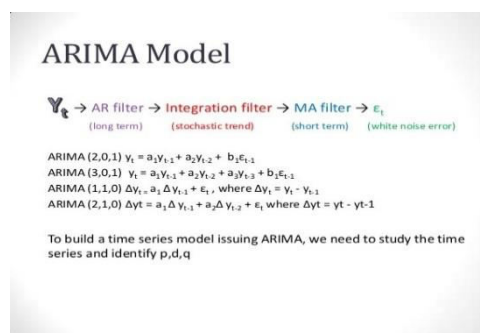 ARIMA Model
Yt → AR filter → Integration filter → MA filter → εt
(long term) (stochastic trend) (short term) (white noise error)
ARIMA (2,0,1) yt = a1yt-1 + a2yt-2 + b1εt-1
ARIMA (3,0,1) yt = a1yt-1 + a2yt-2 + a3yt-3 + b1εt-1
ARIMA (1,1,0) Δyt = a1Δyt-1 + εt , where Δyt = yt - yt-1
ARIMA (2,1,0) Δyt = a1Δ yt-1 + a2Δ yt-2 + εt where Δyt = yt - yt-1
To build a time series model issuing ARIMA, we need to study the time
series and identify p,d,q